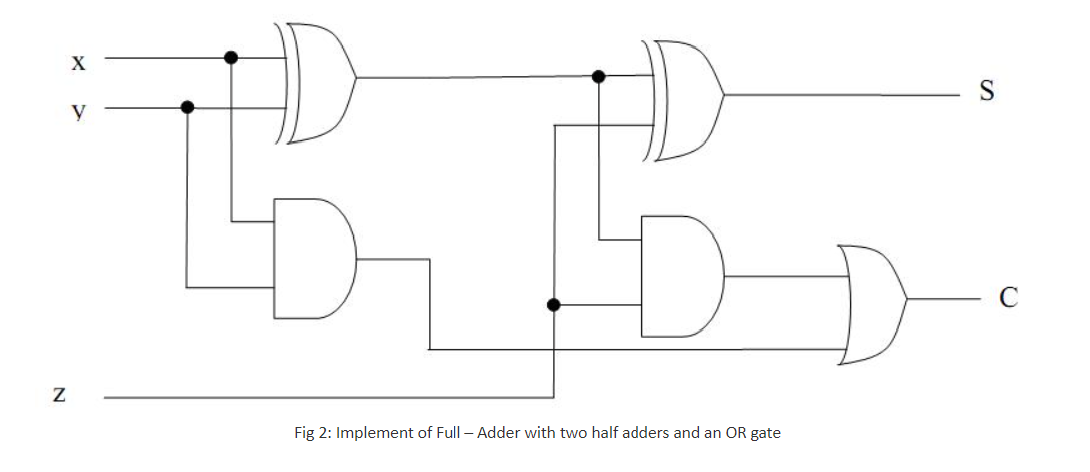 x
y
S
C
z
Fig 2: Implement of Full – Adder with two half adders and an OR gate